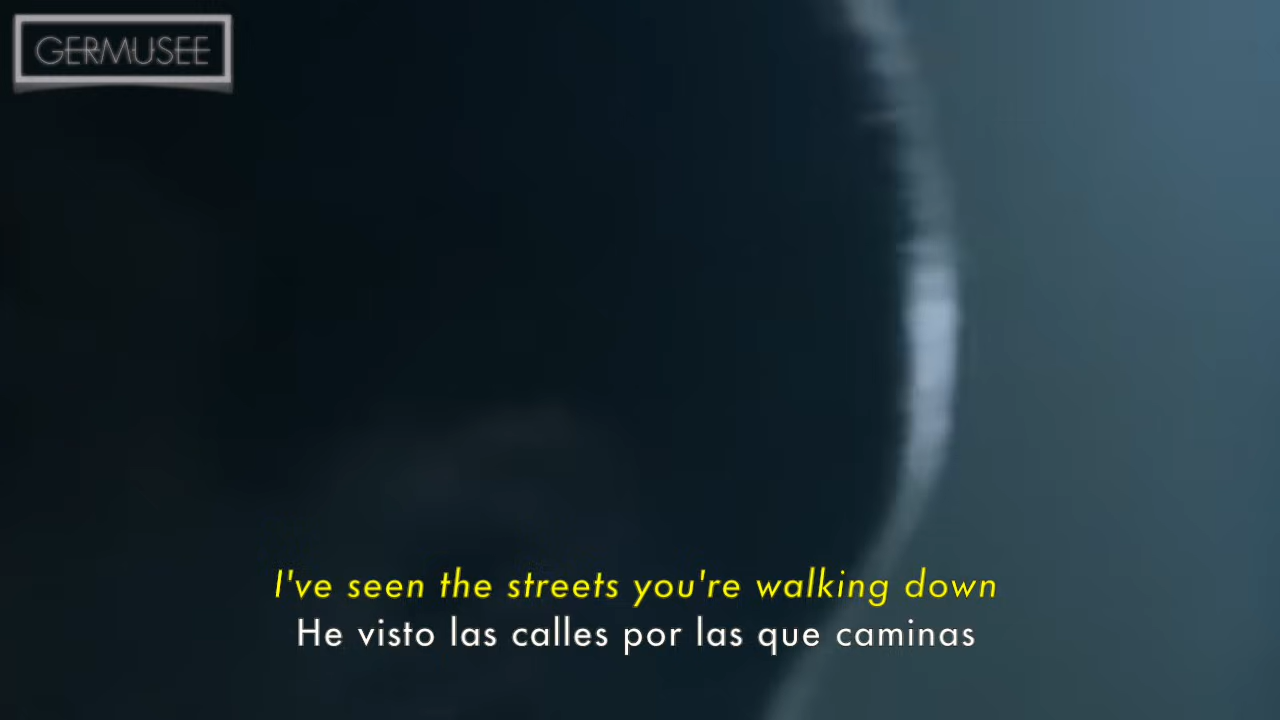 GERMUSEE
I've seen the streets you're walking down
He visto las calles por las que caminas